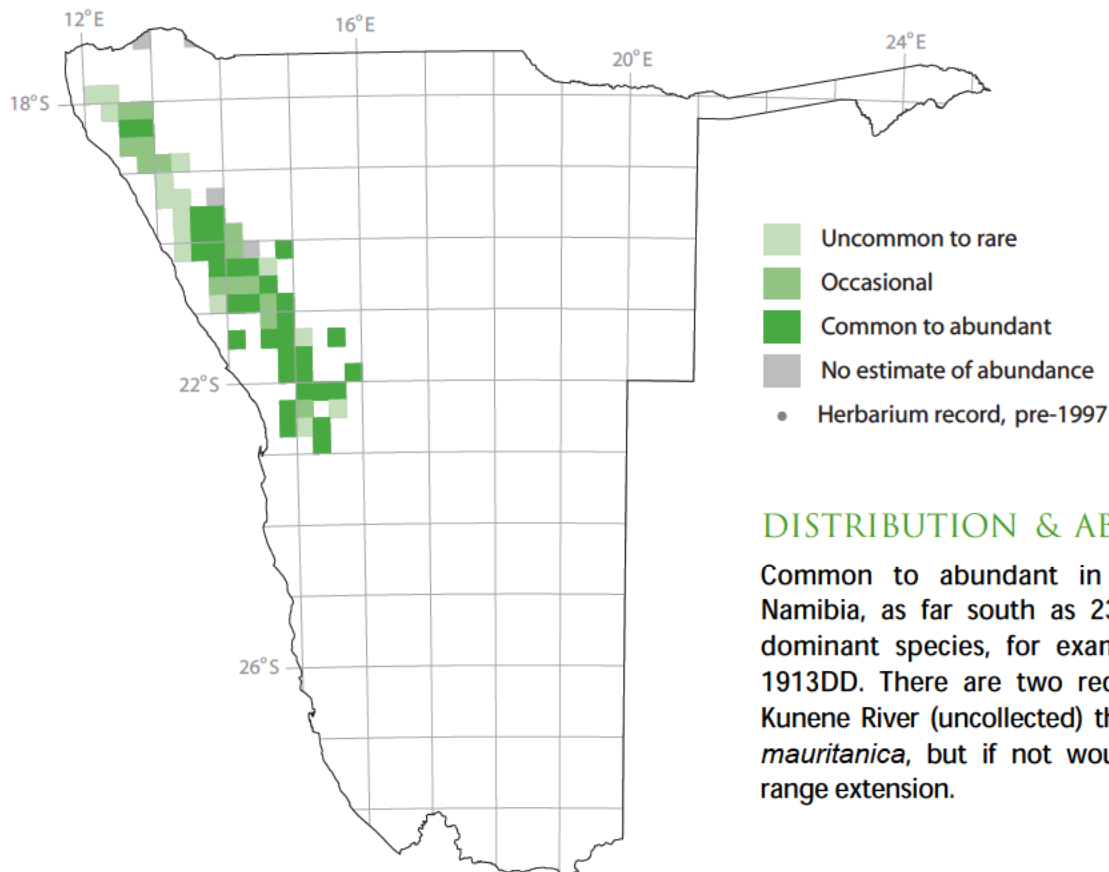 12°E
16°E
20°E
24°E
18°S
22°S
26°S
Uncommon to rare
Occasional
Common to abundant
No estimate of abundance
Herbarium record, pre-1997
DISTRIBUTION & AB
Common to abundant in
Namibia, as far south as 23
dominant species, for exam
1913DD. There are two rec
Kunene River (uncollected) th
mauritanica, but if not wou
range extension.